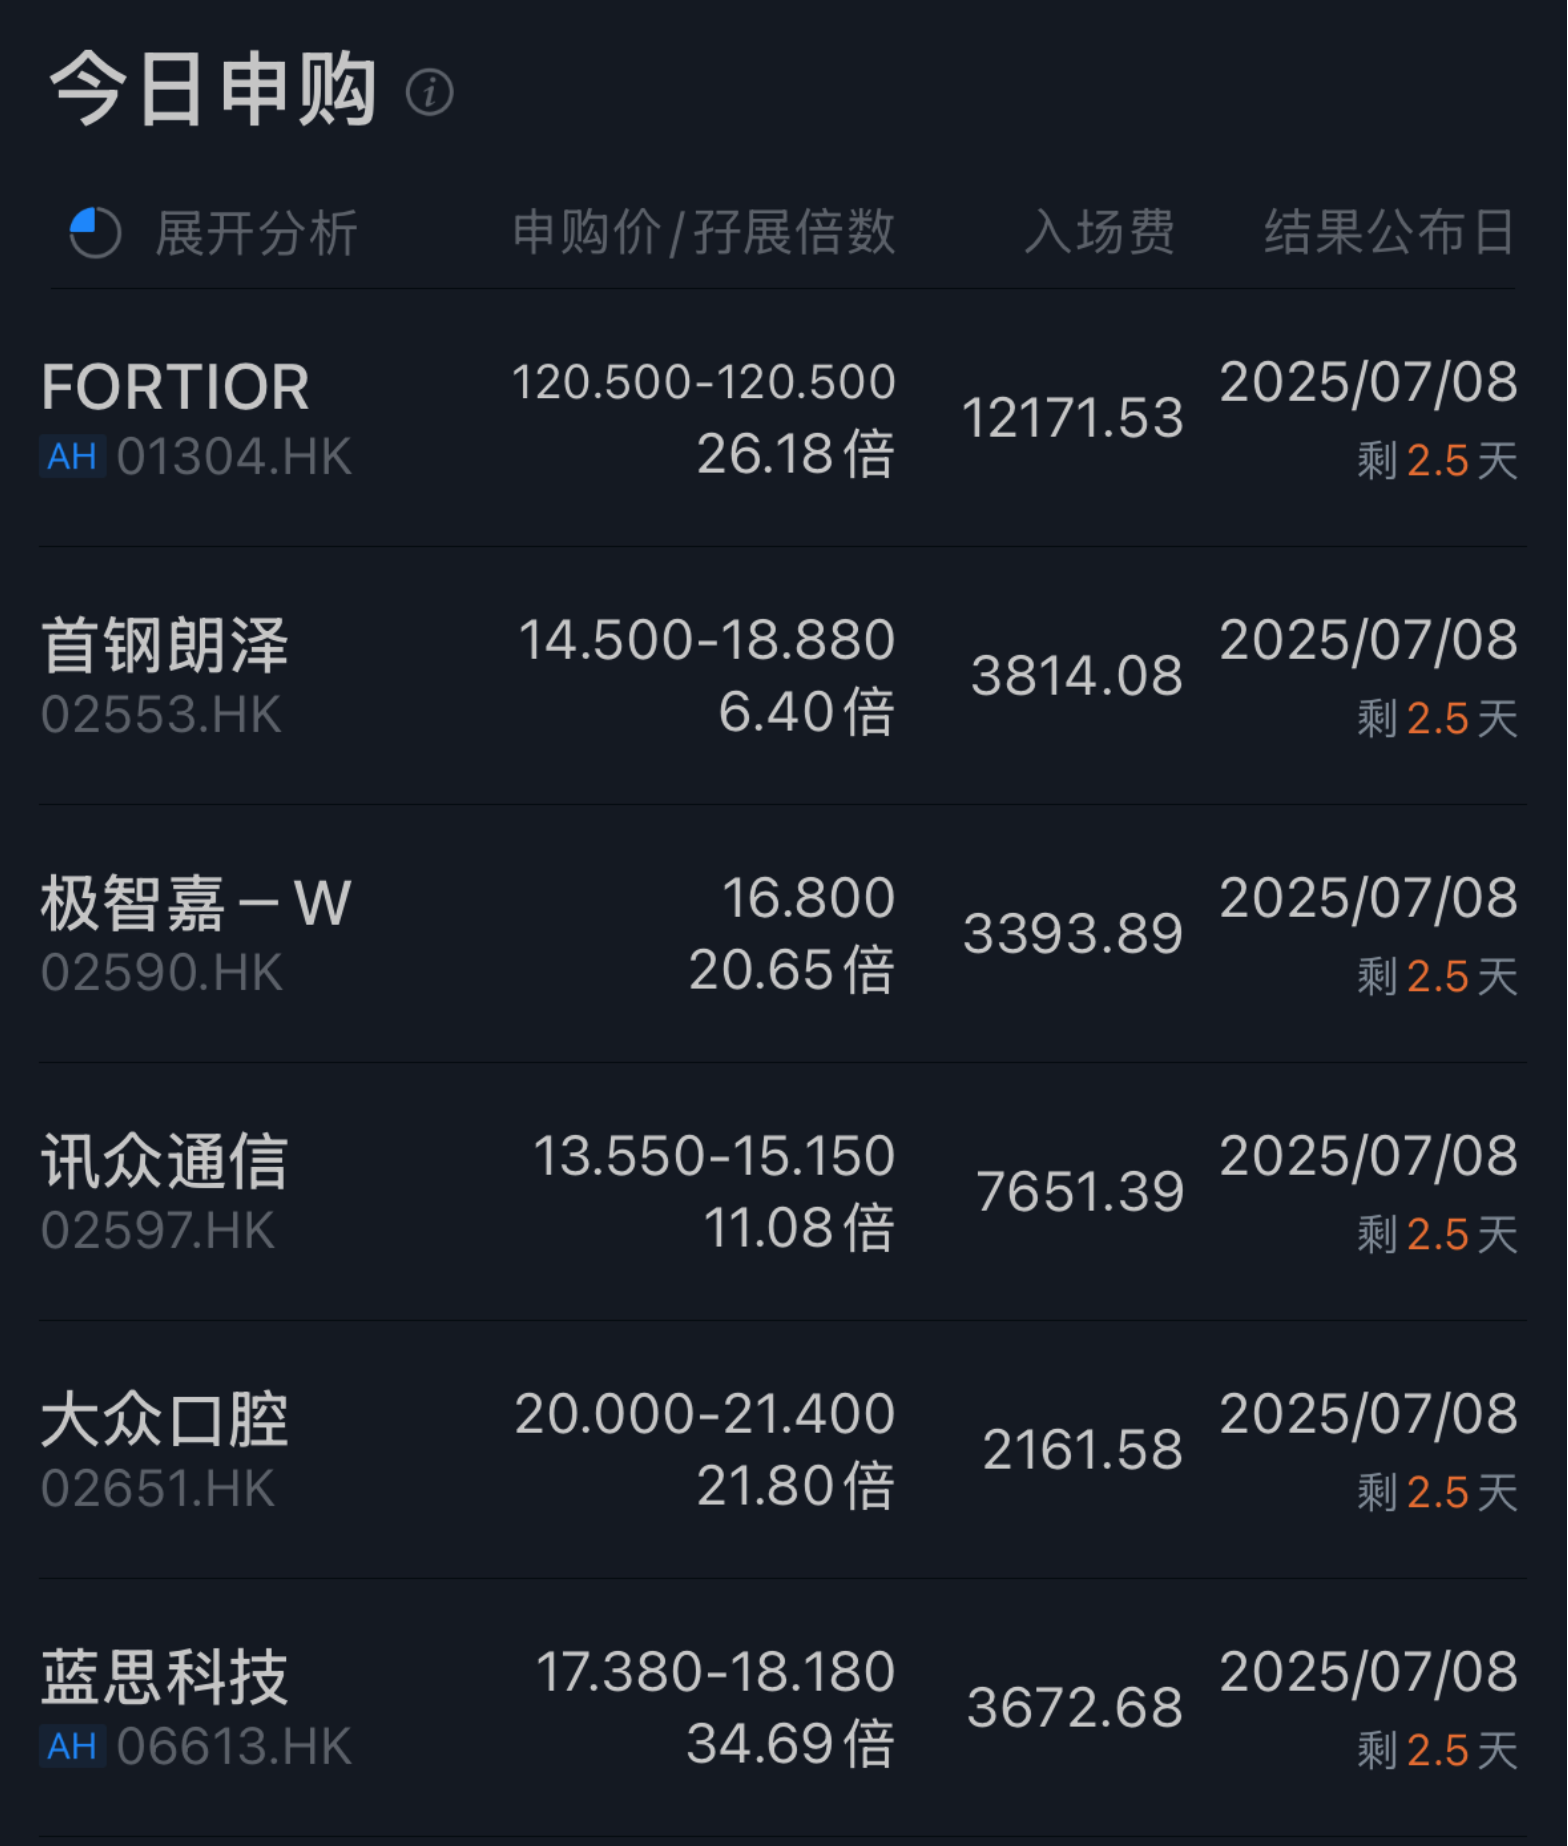 今日申购
展开分析 申购价/孖展倍数 入场费 结果公布日
FORTIOR 120.500-120.500 12171.53 2025/07/08
AH 01304.HK 26.18倍 剩2.5天
首钢朗泽 14.500-18.880 3814.08 2025/07/08
02553.HK 6.40倍 剩2.5天
极智嘉－W 16.800 3393.89 2025/07/08
02590.HK 20.65倍 剩2.5天
讯众通信 13.550-15.150 7651.39 2025/07/08
02597.HK 11.08倍 剩2.5天
大众口腔 20.000-21.400 2161.58 2025/07/08
02651.HK 21.80倍 剩2.5天
蓝思科技 17.380-18.180 3672.68 2025/07/08
AH 06613.HK 34.69倍 剩2.5天